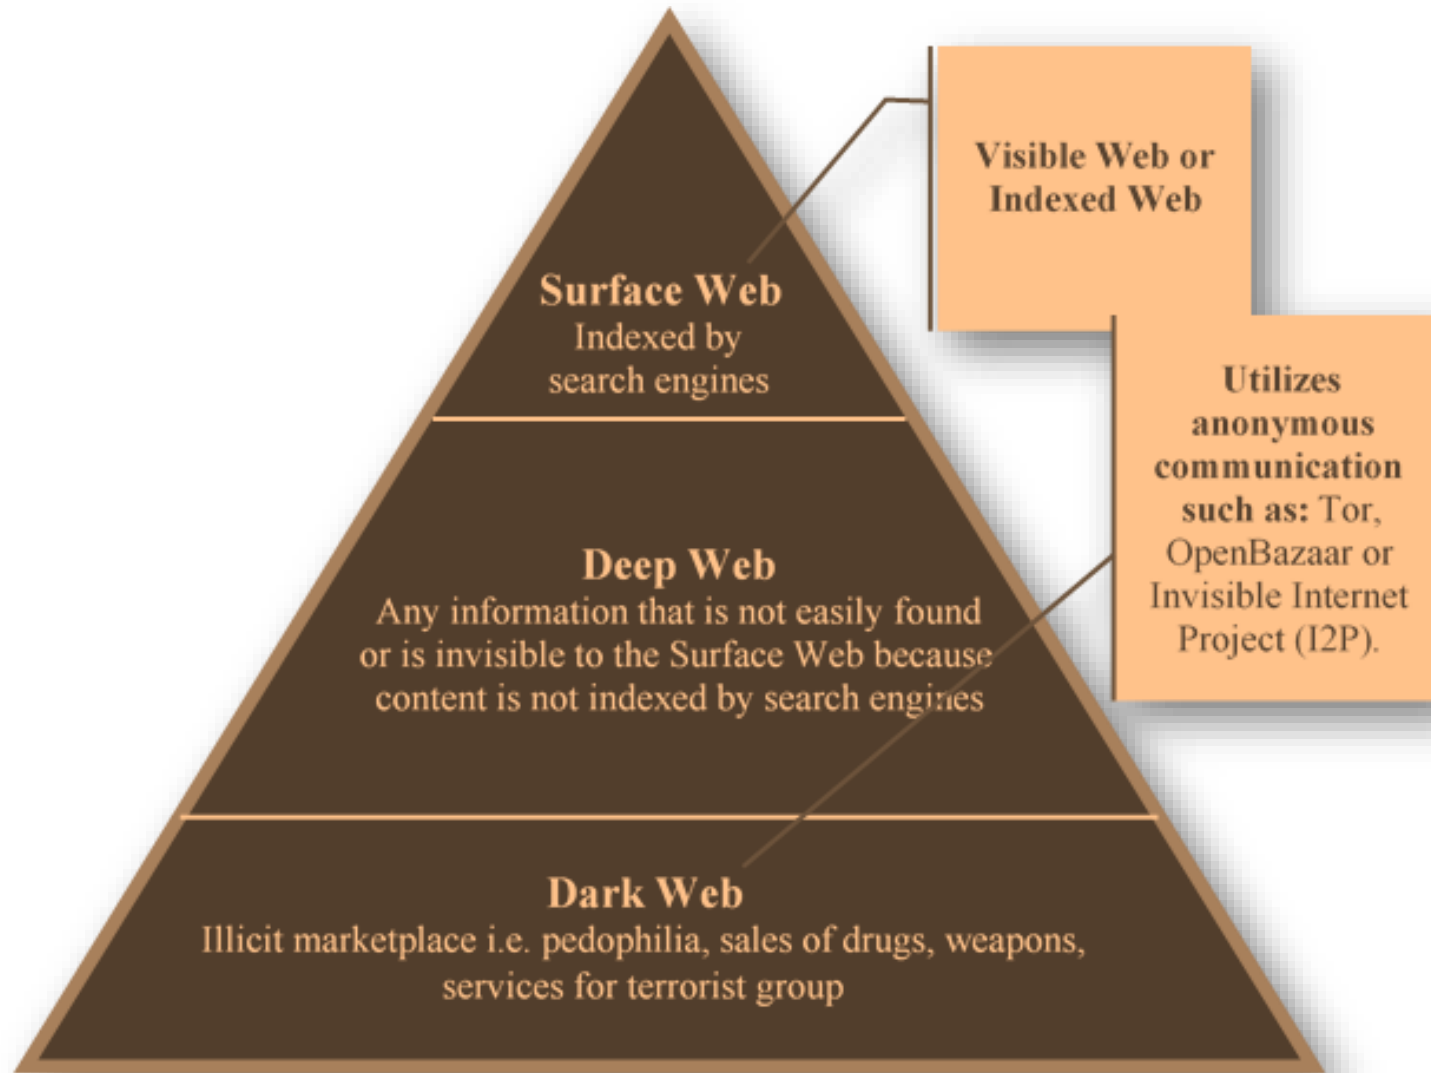 Visible Web or
Indexed Web
Surface Web
Indexed by
search engines
Utilizes
anonymous
communication
such as: Tor,
OpenBazaar or
Invisible Internet
Project (I2P).
Deep Web
Any information that is not easily found
or is invisible to the Surface Web because
content is not indexed by search engines
Dark Web
Illicit marketplace i.e. pedophilia, sales of drugs, weapons,
services for terrorist group